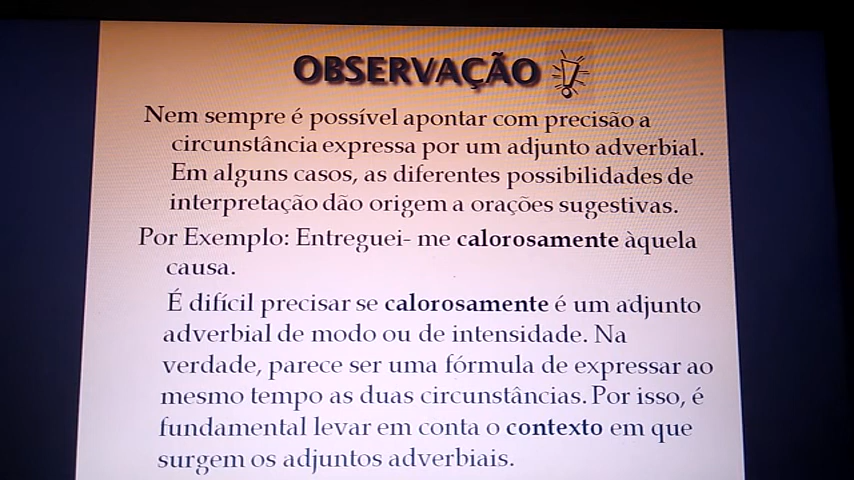 OBSERVAÇÃO
Nem sempre é possível apontar com precisão a
circunstância expressa por um adjunto adverbial.
Em alguns casos, as diferentes possibilidades de
interpretação dão origem a orações sugestivas.
Por Exemplo: Entreguei- me calorosamente àquela
causa.
É difícil precisar se calorosamente é um adjunto
adverbial de modo ou de intensidade. Na
verdade, parece ser uma fórmula de expressar ao
mesmo tempo as duas circunstâncias. Por isso, é
fundamental levar em conta o contexto em que
surgem os adjuntos adverbiais.